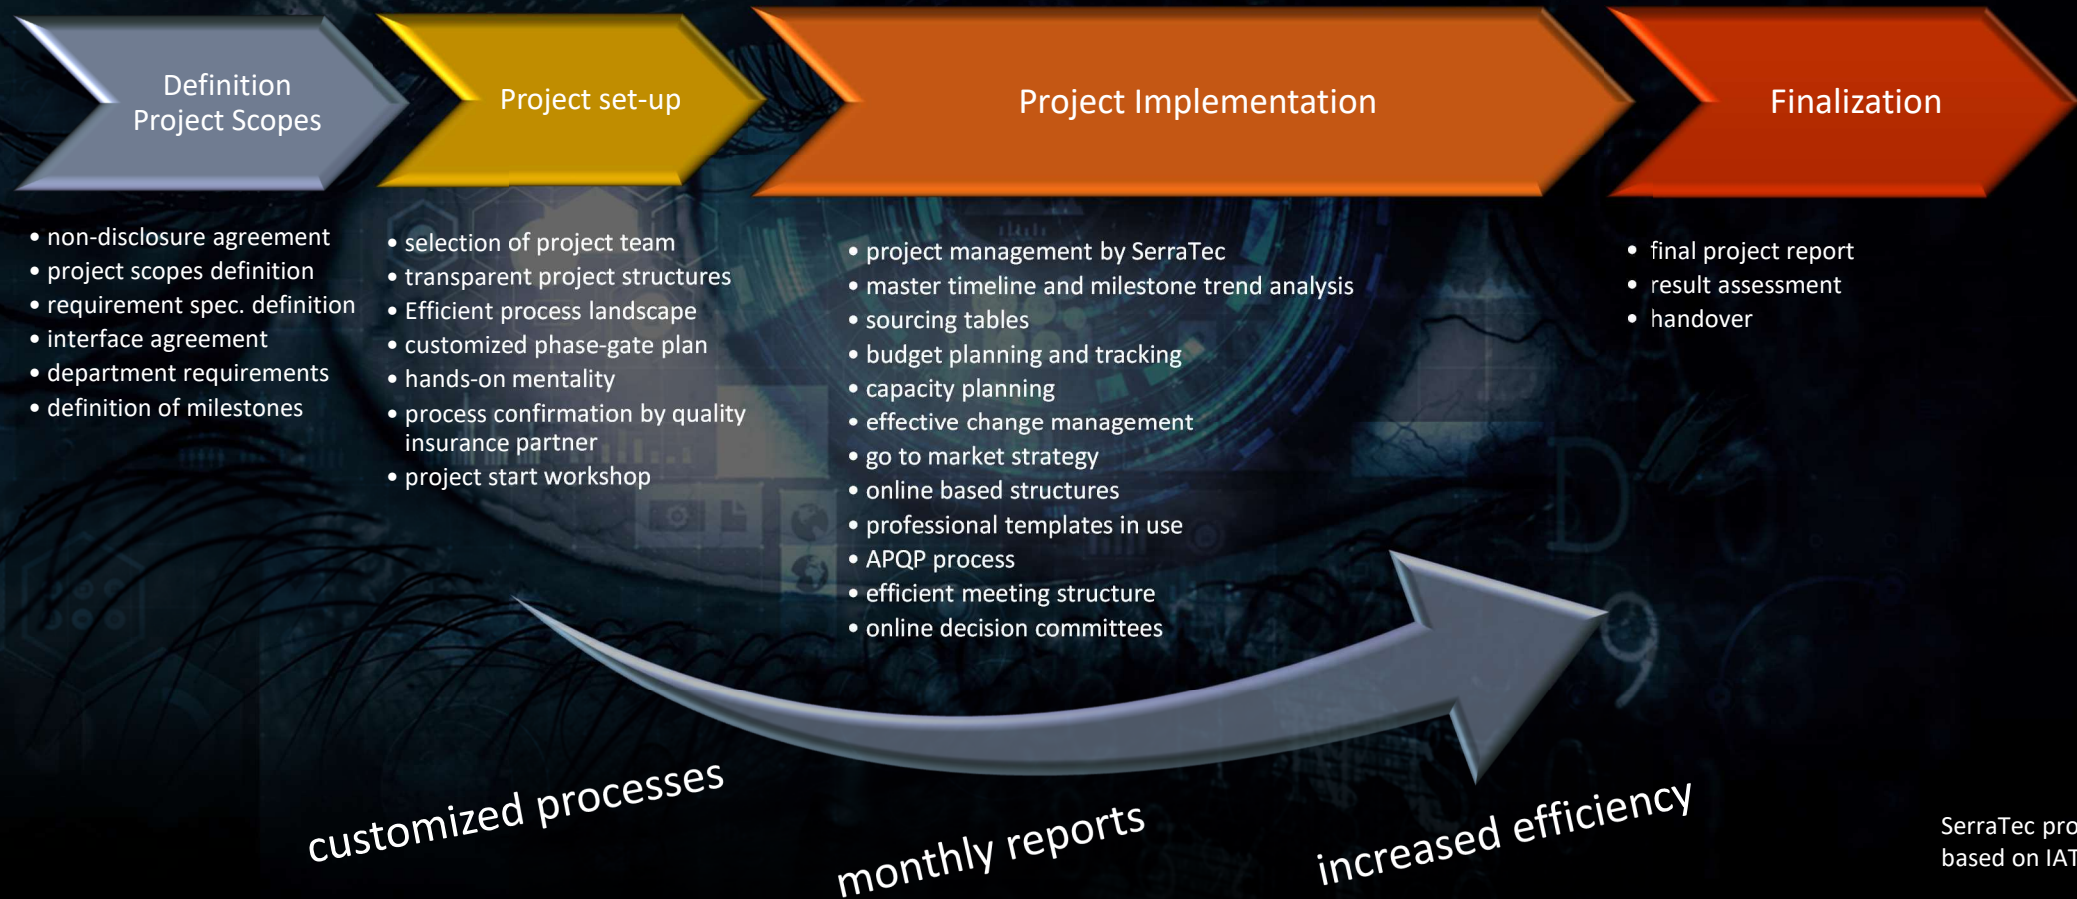 Definition
Project Scopes
Project set-up
Project Implementation
Finalization
• non-disclosure agreement
• project scopes definition
• requirement spec. definition
• interface agreement
• department requirements
• definition of milestones
• selection of project team
• transparent project structures
• Efficient process landscape
• customized phase-gate plan
• hands-on mentality
• process confirmation by quality
insurance partner
• project start workshop
• project management by SerraTec
• master timeline and milestone trend analysis
• sourcing tables
• budget planning and tracking
• capacity planning
• effective change management
• go to market strategy
• online based structures
• professional templates in use
• APQP process
• efficient meeting structure
• online decision committees
• final project report
• result assessment
• handover
customized processes
monthly reports
increased efficiency
SerraTec pro
based on IAT